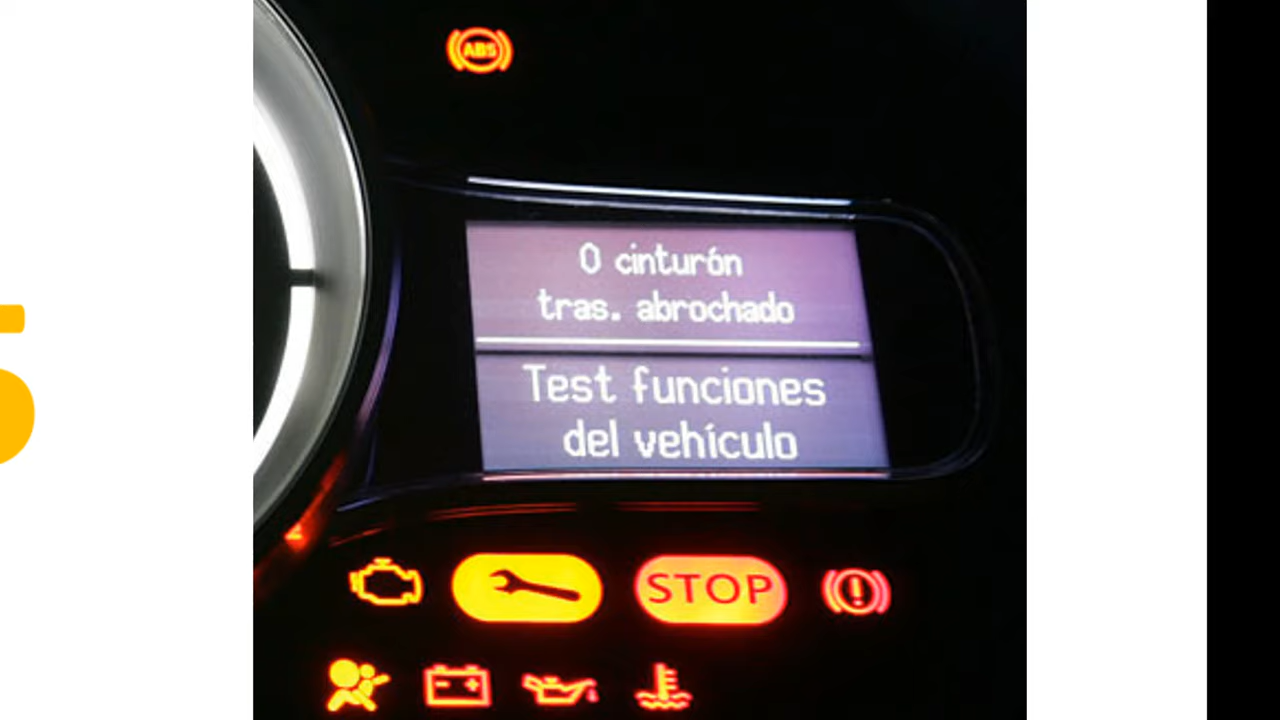 ABS
0 cinturón
tras. abrochado
Test funciones
del vehículo
STOP